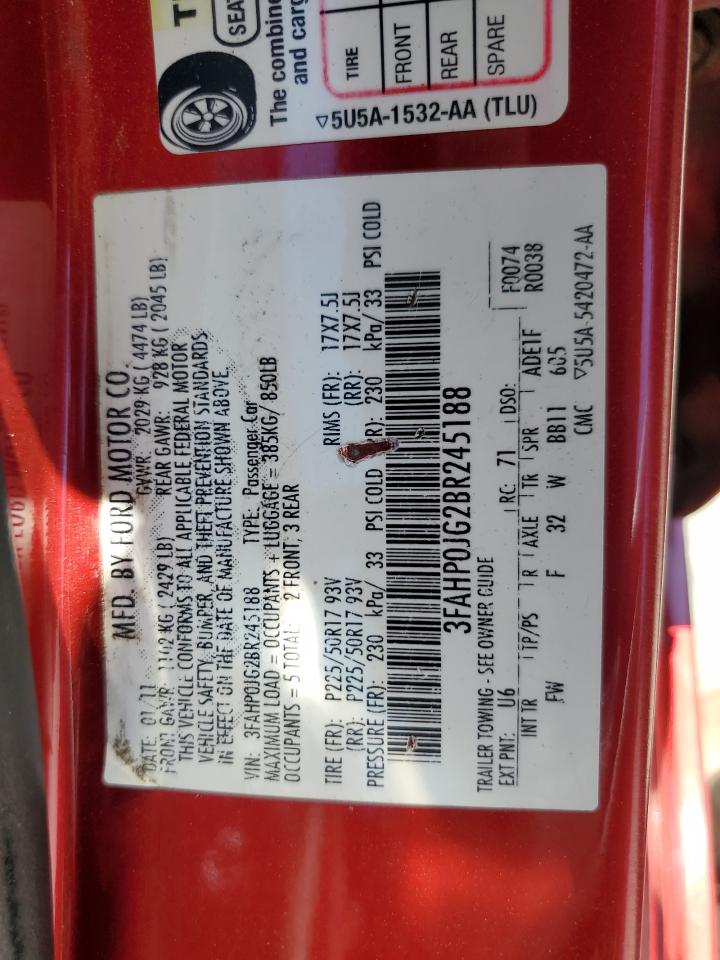 SEAT
The combine
and carg
TIRE
FRONT
REAR
SPARE
▽5U5A-1532-AA (TLU)
MFD. BY FORD MOTOR CO.
DATE: 01/11 GVWR: 2029 KG ( 4474 LB)
FRONT GAWR: 1102 KG ( 2429 LB) REAR GAWR: 928 KG ( 2045 LB)
THIS VEHICLE CONFORMS TO ALL APPLICABLE FEDERAL MOTOR
VEHICLE SAFETY, BUMPER, AND THEFT PREVENTION STANDARDS
IN EFFECT ON THE DATE OF MANUFACTURE SHOWN ABOVE.
VIN: 3FAHP0JG2BR245188 TYPE: Passenger Car
MAXIMUM LOAD = OCCUPANTS + LUGGAGE = 385KG/ 850LB
OCCUPANTS = 5 TOTAL: 2 FRONT, 3 REAR
TIRE (FR): P225/50R17 93V RIMS (FR): 17X7.5J
(RR): P225/50R17 93V (RR): 17X7.5J
PRESSURE (FR): 230 kPa/ 33 PSI COLD R): 230 kPa/ 33 PSI COLD
3FAHP0JG2BR245188
TRAILER TOWING - SEE OWNER GUIDE
EXT PNT: U6 RC: 71 DSO: F0074
R0038
INT TR TP/PS R AXLE TR SPR ADE1F
FW F 32 W BB11 605
CMC ▽5U5A-5420472-AA